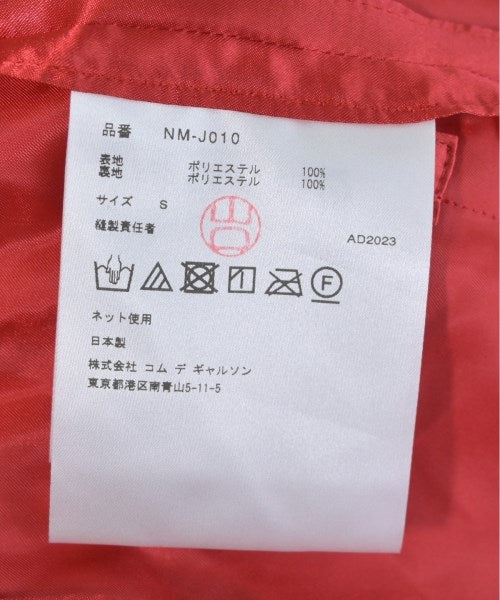 品番 NM-J010
表地 ポリエステル 100%
裏地 ポリエステル 100%
サイズ S
縫製責任者
AD2023
F
ネット使用
日本製
株式会社 コム デ ギャルソン
東京都港区南青山5-11-5